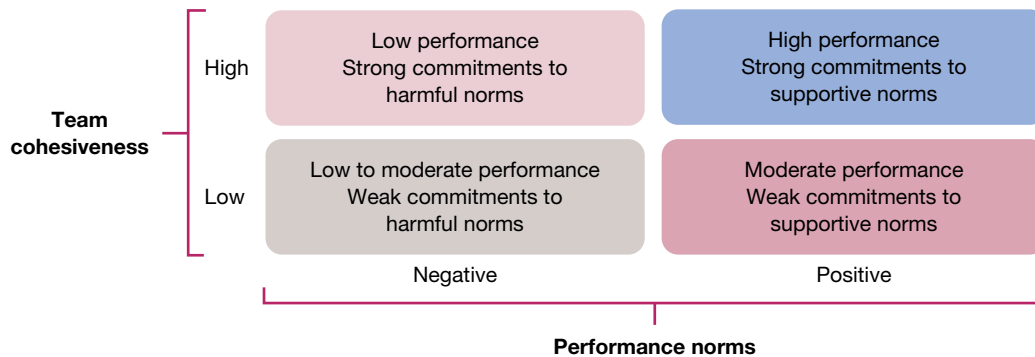 Team
cohesiveness
High
Low performance
Strong commitments to
harmful norms
High performance
Strong commitments to
supportive norms
Low
Low to moderate performance
Weak commitments to
harmful norms
Moderate performance
Weak commitments to
supportive norms
Negative
Positive
Performance norms